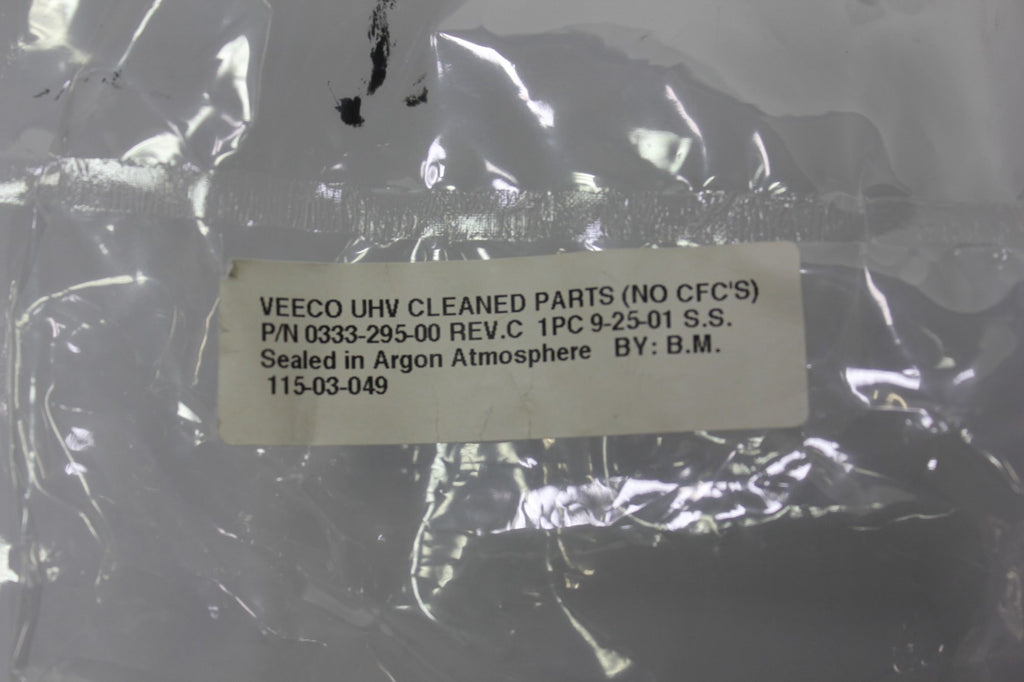 VEECO UHV CLEANED PARTS (NO CFC'S)
P/N 0333-295-00 REV.C 1PC 9-25-01 S.S.
Sealed in Argon Atmosphere BY: B.M.
115-03-049